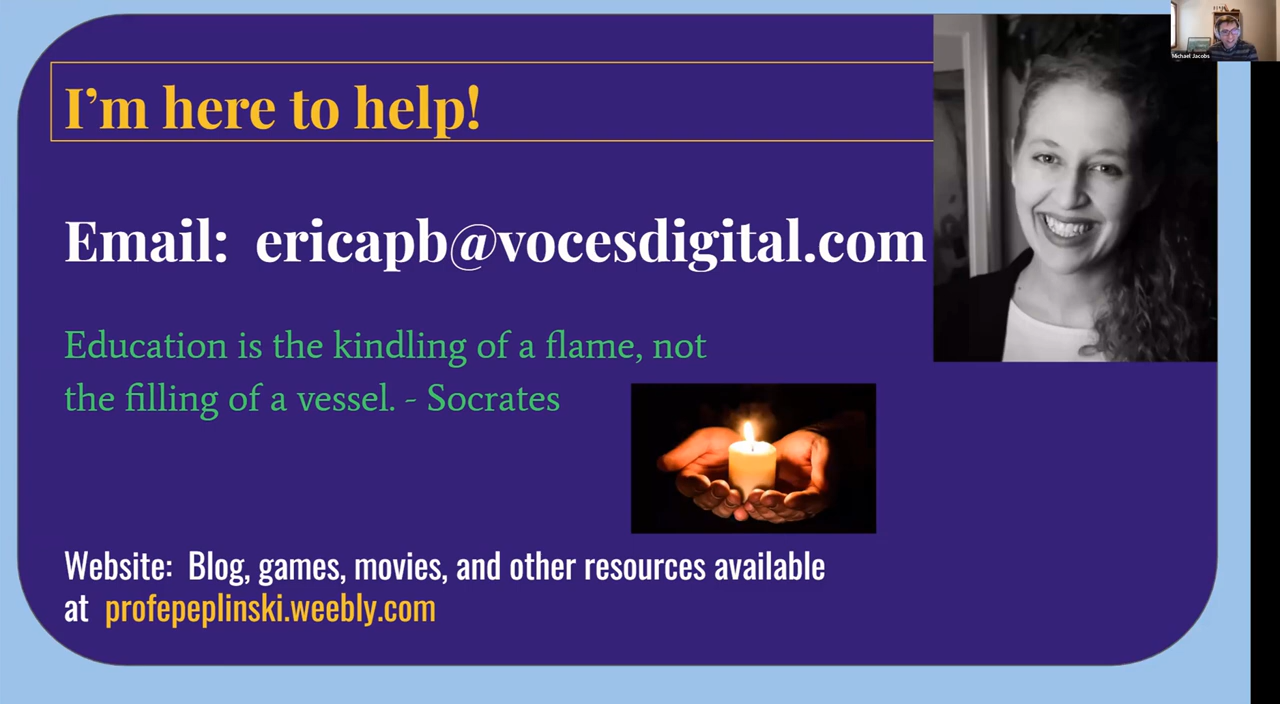 I'm here to help!
Email: ericapb@vocesdigital.com
Education is the kindling of a flame, not
the filling of a vessel. - Socrates
Website: Blog, games, movies, and other resources available
at profepeplinski.weebly.com
Michael Jacobs